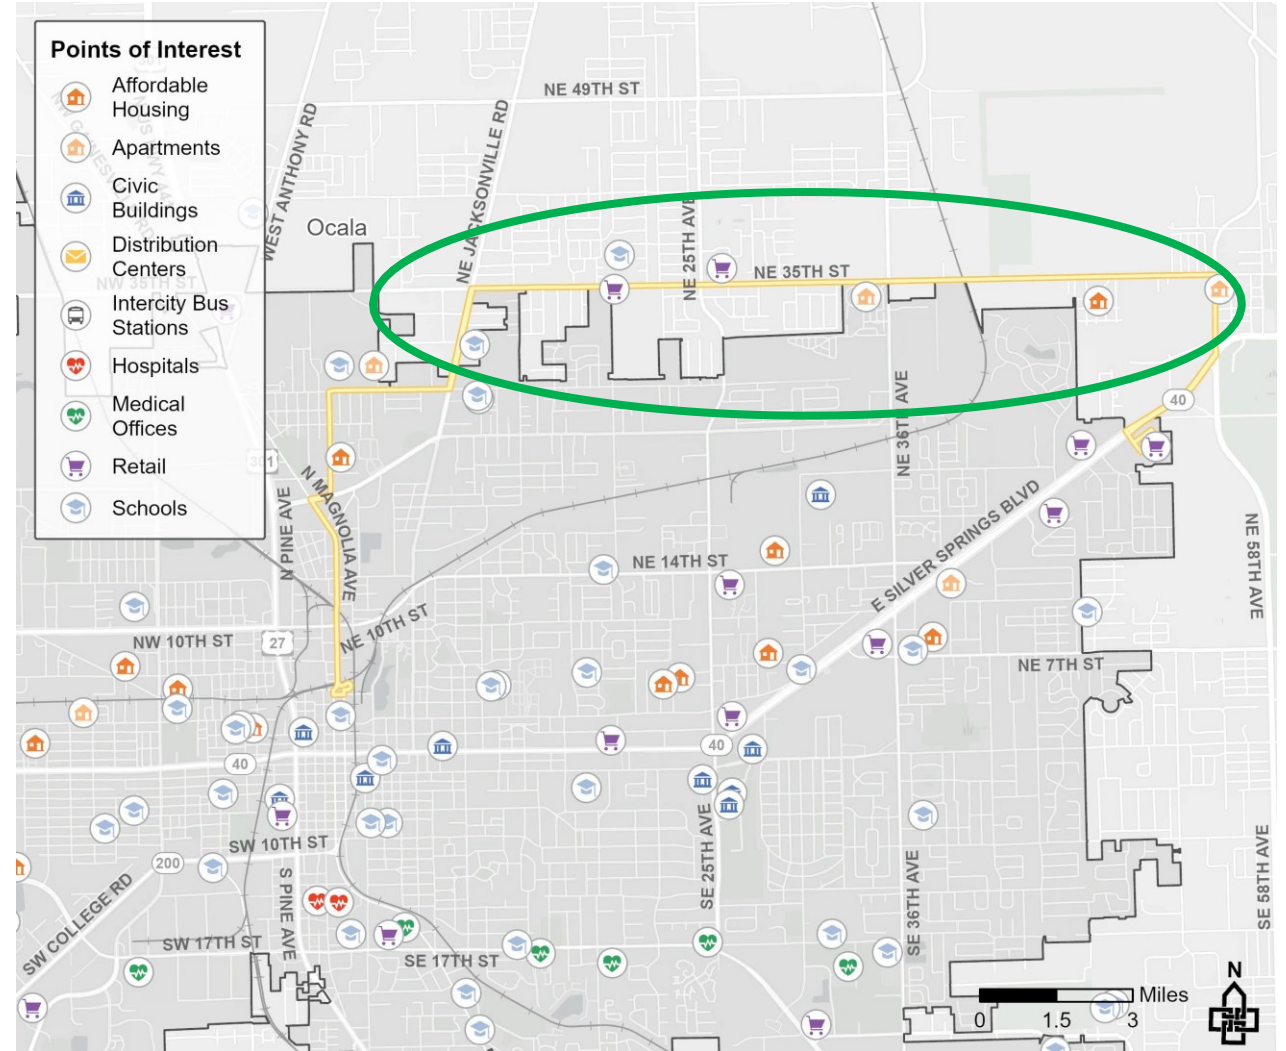 Points of Interest
Affordable
Housing
Apartments
Civic
Buildings
Distribution
Centers
Intercity Bus
Stations
Hospitals
Medical
Offices
Retail
Schools
NE 49TH ST
WEST ANTHONY RD
NE JACKSONVILLE RD
Ocala
NE 25TH AVE
NE 35TH ST
NW 35TH ST
NE 36TH AVE
40
301
N MAGNOLIA AVE
N PINE AVE
E SILVER SPRINGS BLVD
NE 58TH AVE
NE 14TH ST
NE 10TH ST
NW 10TH ST
27
NE 7TH ST
40
40
SE 25TH AVE
SW 10TH ST
200
S PINE AVE
SE 36TH AVE
SE 58TH AVE
SW COLLEGE RD
SW 17TH ST
SE 17TH ST
N
Miles
0 1.5 3